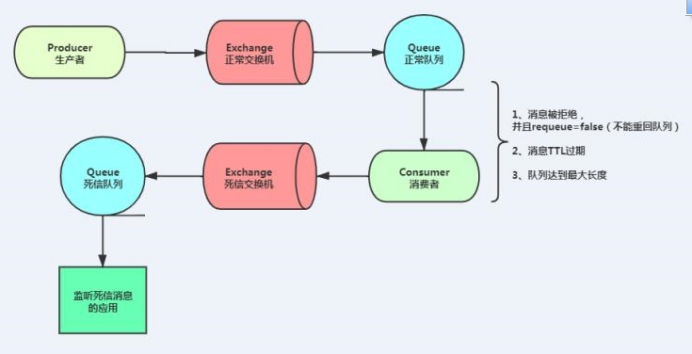 Producer
生产者
Exchange
正常交换机
Queue
正常队列
1、消息被拒绝，
并且requeue=false（不能重回队列）
2、消息TTL过期
3、队列达到最大长度
Queue
死信队列
Exchange
死信交换机
Consumer
消费者
监听死信消息
的应用